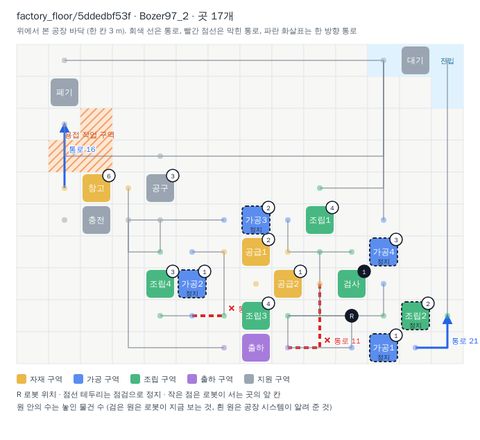 factory_floor/5ddedbf53f · Bozer97_2 · 곳 17개
위에서 본 공장 바닥 (한 칸 3 m). 회색 선은 통로, 빨간 점선은 막힌 통로, 파란 화살표는 한 방향 통로
대기
진입
폐기
용접 작업 구역
통로 16
6
3
창고
공구
2
4
충전
가공3
정지
조립1
2
3
공급1
가공4
정지
3
1
1
1
조립4
가공2
정지
공급2
검사
4
2
✕
조립3
R
조립2
정지
1
출하
✕ 통로 11
가공1
정지
통로 21
자재 구역
가공 구역
조립 구역
출하 구역
지원 구역
R 로봇 위치 · 점선 테두리는 점검으로 정지 · 작은 점은 로봇이 서는 곳의 앞 칸
원 안의 수는 놓인 물건 수 (검은 원은 로봇이 지금 보는 것, 흰 원은 공장 시스템이 알려 준 것)